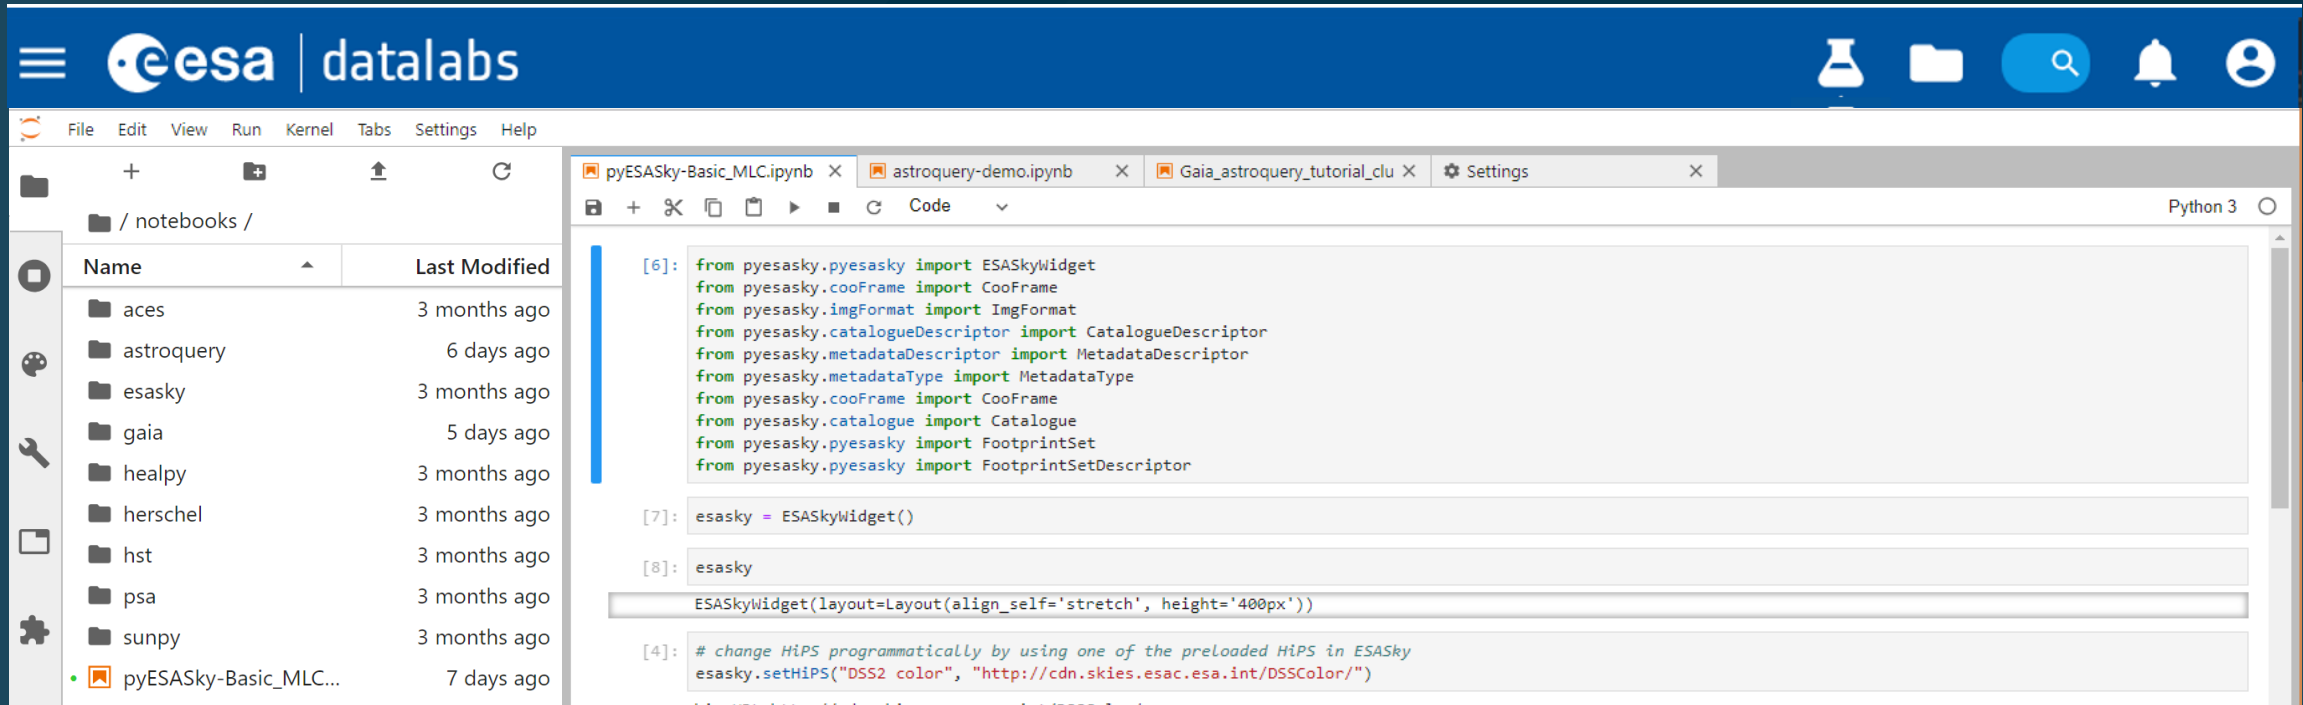 esa | datalabs
File Edit View Run Kernel Tabs Settings Help
/ notebooks /
Name Last Modified
aces 3 months ago
astroquery 6 days ago
esasky 3 months ago
gaia 5 days ago
healpy 3 months ago
herschel 3 months ago
hst 3 months ago
psa 3 months ago
sunpy 3 months ago
pyESASky-Basic_MLC... 7 days ago
pyESASky-Basic_MLC.ipynb astroquery-demo.ipynb Gaia_astroquery_tutorial_clu Settings
Code Python 3
[6]: from pyesasky.pyesasky import ESASkyWidget
from pyesasky.cooFrame import CooFrame
from pyesasky.imgFormat import ImgFormat
from pyesasky.catalogueDescriptor import CatalogueDescriptor
from pyesasky.metadataDescriptor import MetadataDescriptor
from pyesasky.metadataType import MetadataType
from pyesasky.cooFrame import CooFrame
from pyesasky.catalogue import Catalogue
from pyesasky.pyesasky import FootprintSet
from pyesasky.pyesasky import FootprintSetDescriptor
[7]: esasky = ESASkyWidget()
[8]: esasky
ESASkyWidget(layout=Layout(align_self='stretch', height='400px'))
[4]: # change HiPS programmatically by using one of the preloaded HiPS in ESASky
esasky.setHiPS("DSS2 color", "http://cdn.skies.esac.esa.int/DSSColor/")